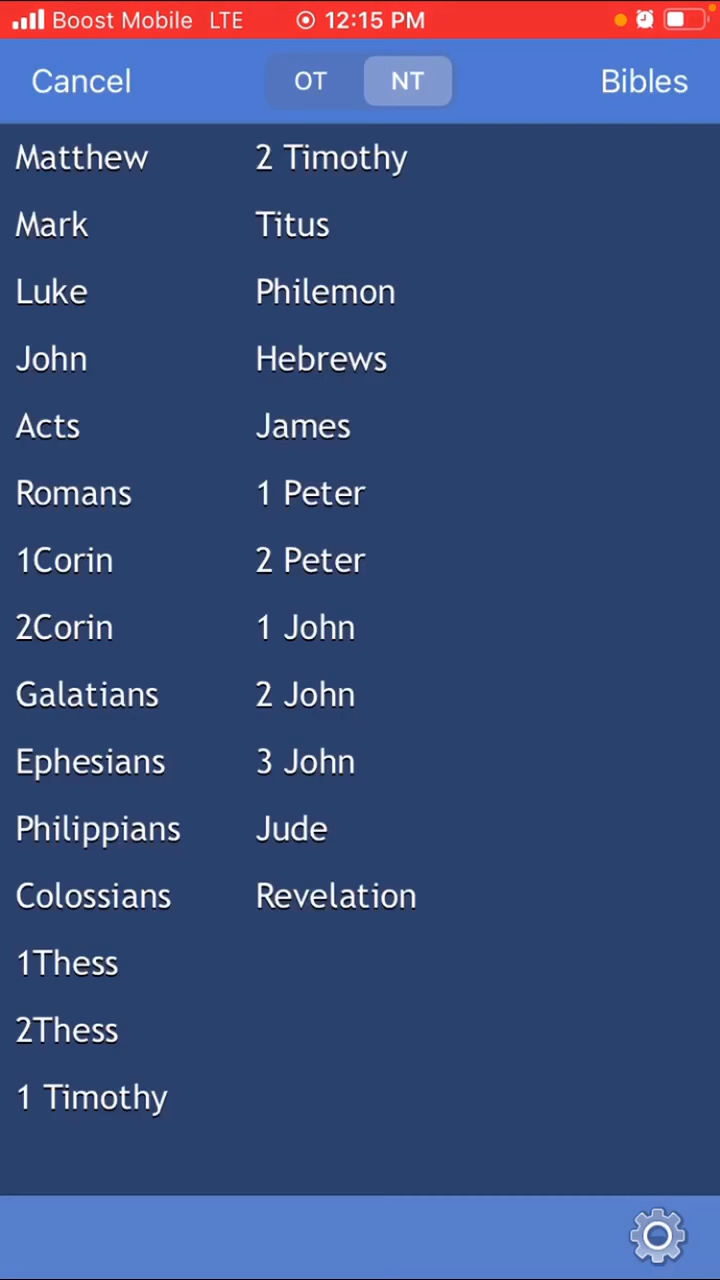 Boost Mobile LTE 12:15 PM
Cancel OT NT Bibles
Matthew 2 Timothy
Mark Titus
Luke Philemon
John Hebrews
Acts James
Romans 1 Peter
1Corin 2 Peter
2Corin 1 John
Galatians 2 John
Ephesians 3 John
Philippians Jude
Colossians Revelation
1Thess
2Thess
1 Timothy